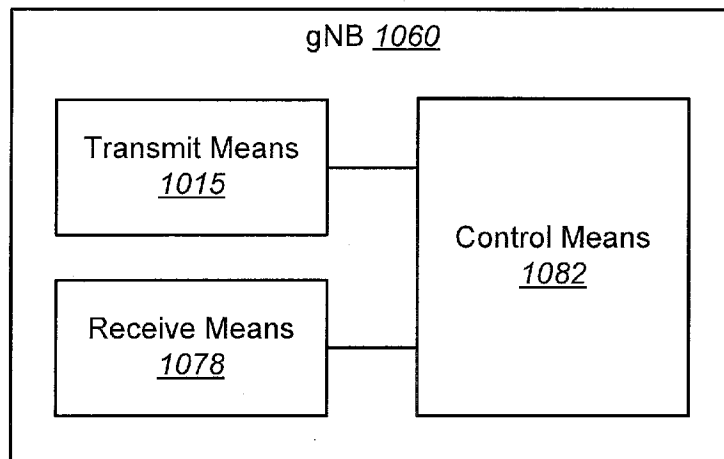 gNB 1060
Transmit Means
1015
Control Means
1082
Receive Means
1078